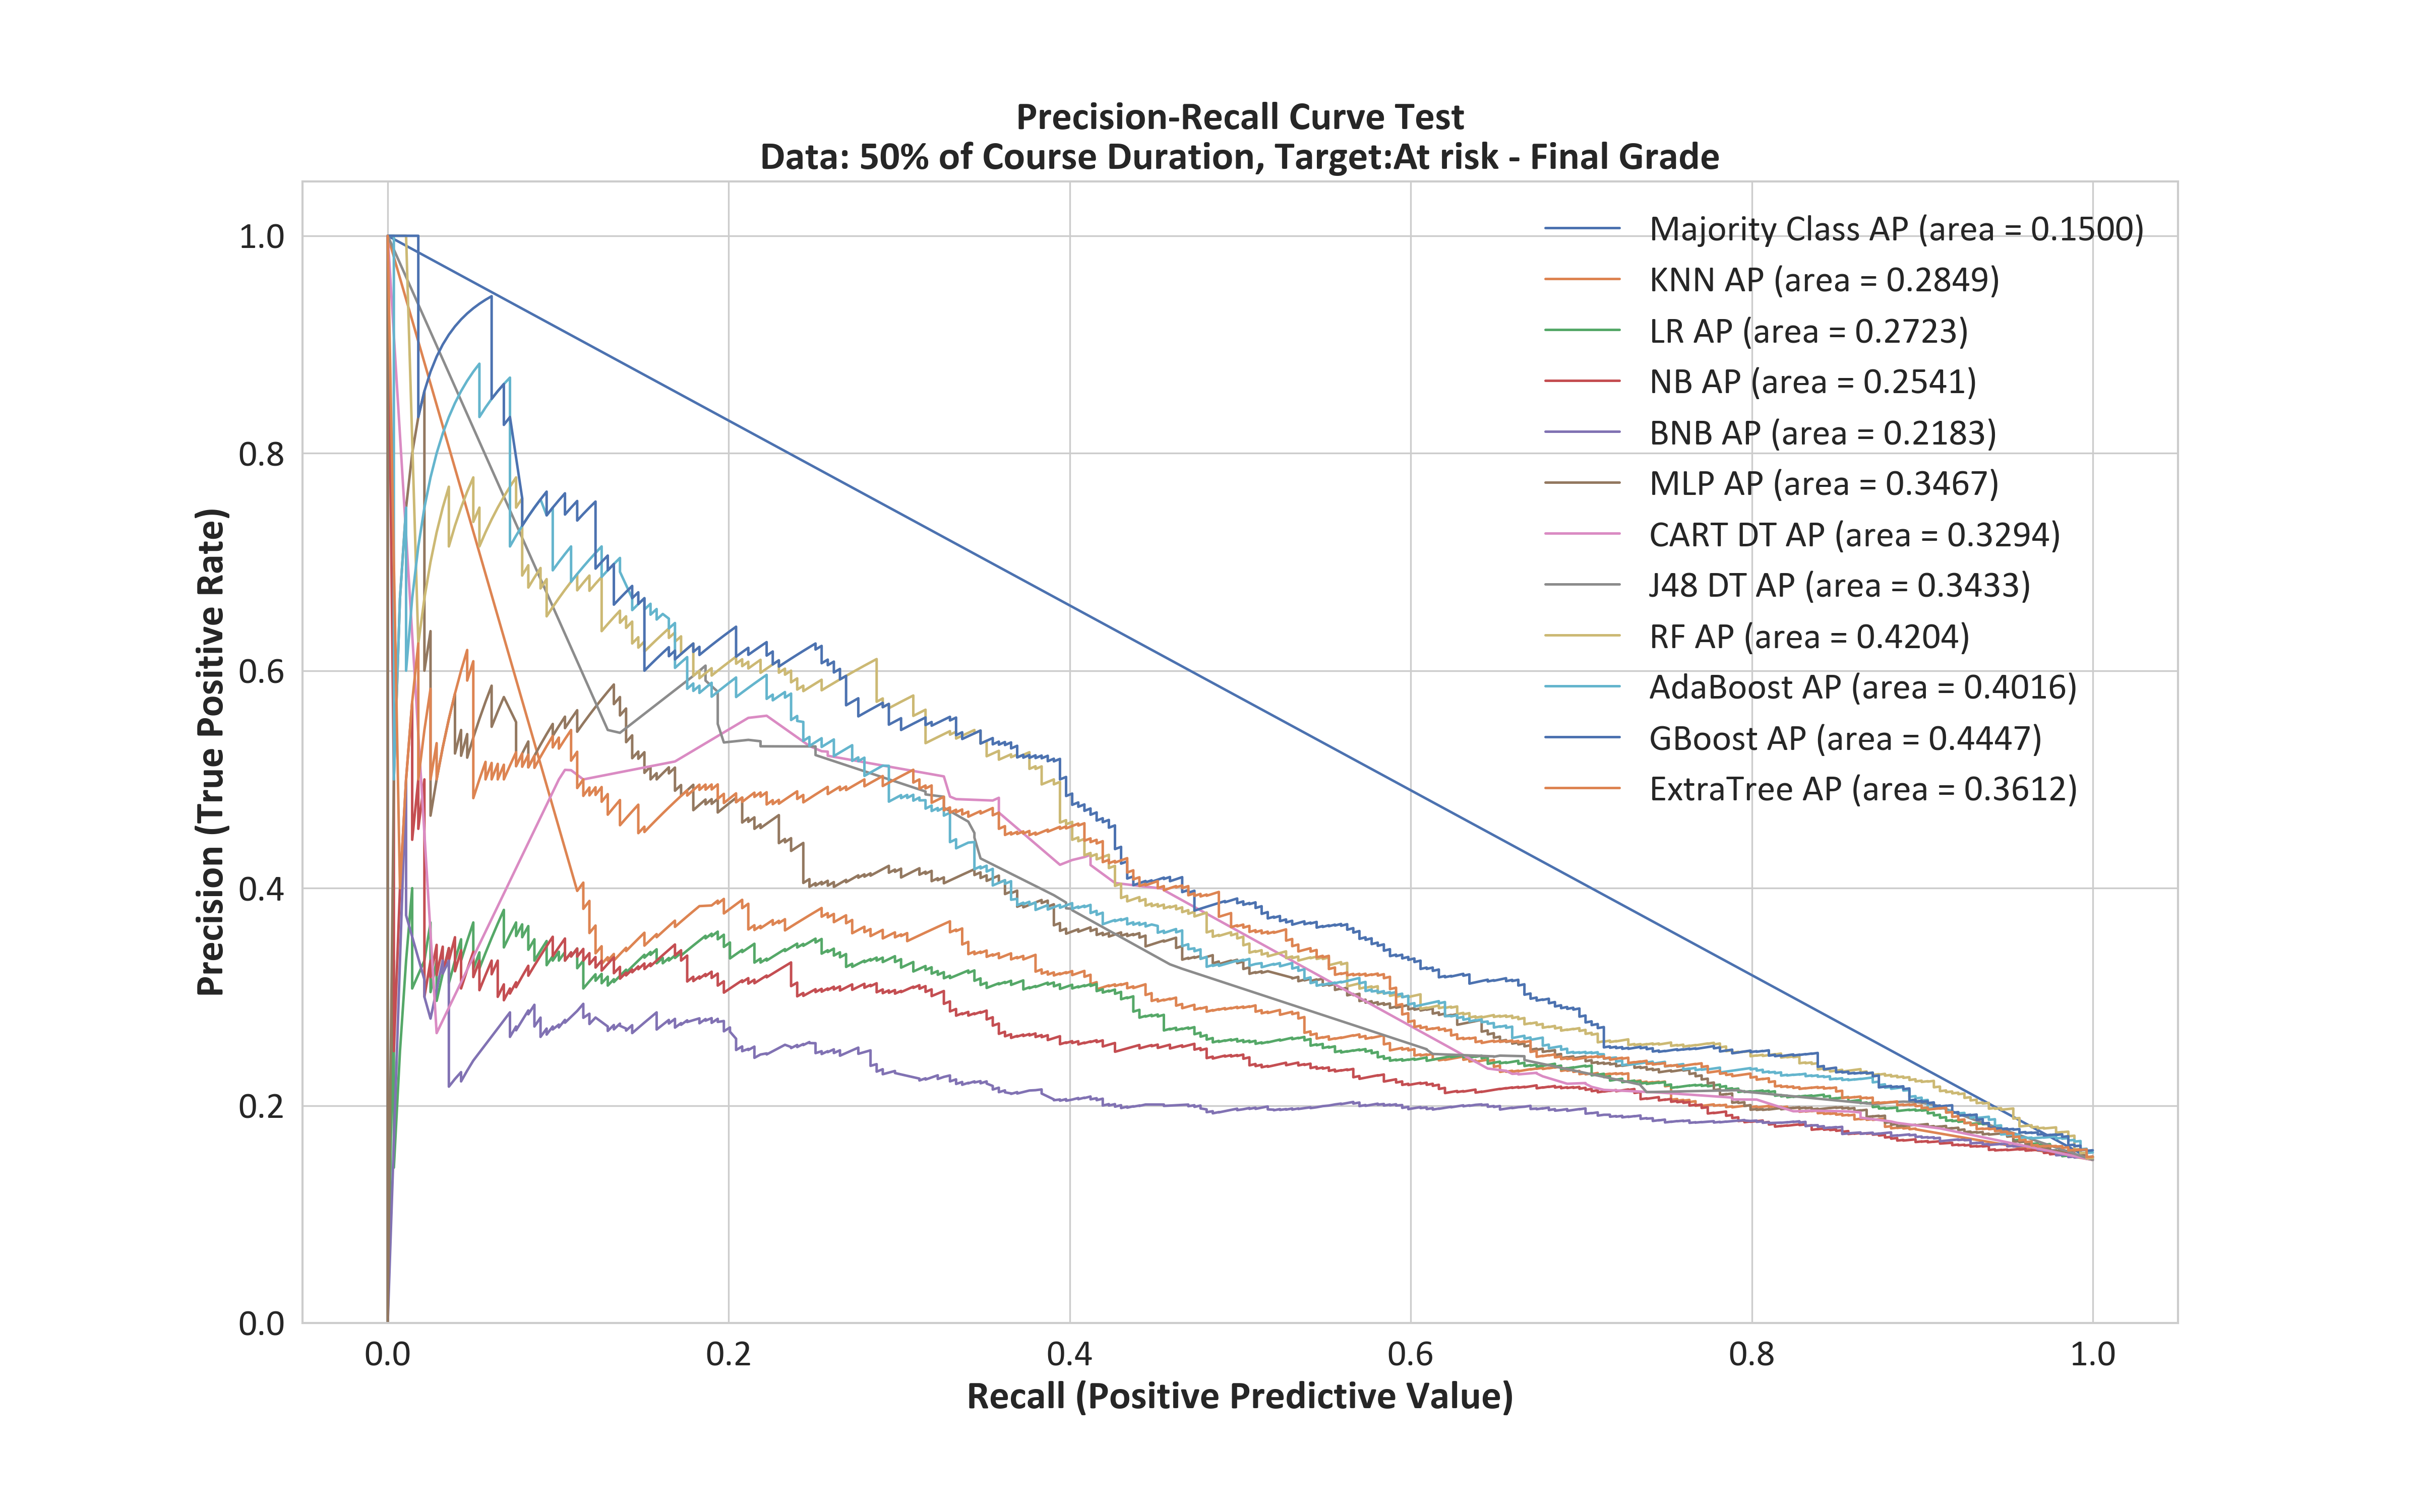 Precision-Recall Curve Test
Data: 50% of Course Duration, Target:At risk - Final Grade
Precision (True Positive Rate)
1.0
0.8
0.6
0.4
0.2
0.0
Majority Class AP (area = 0.1500)
KNN AP (area = 0.2849)
LR AP (area = 0.2723)
NB AP (area = 0.2541)
BNB AP (area = 0.2183)
MLP AP (area = 0.3467)
CART DT AP (area = 0.3294)
J48 DT AP (area = 0.3433)
RF AP (area = 0.4204)
AdaBoost AP (area = 0.4016)
GBoost AP (area = 0.4447)
ExtraTree AP (area = 0.3612)
0.0 0.2 0.4 0.6 0.8 1.0
Recall (Positive Predictive Value)